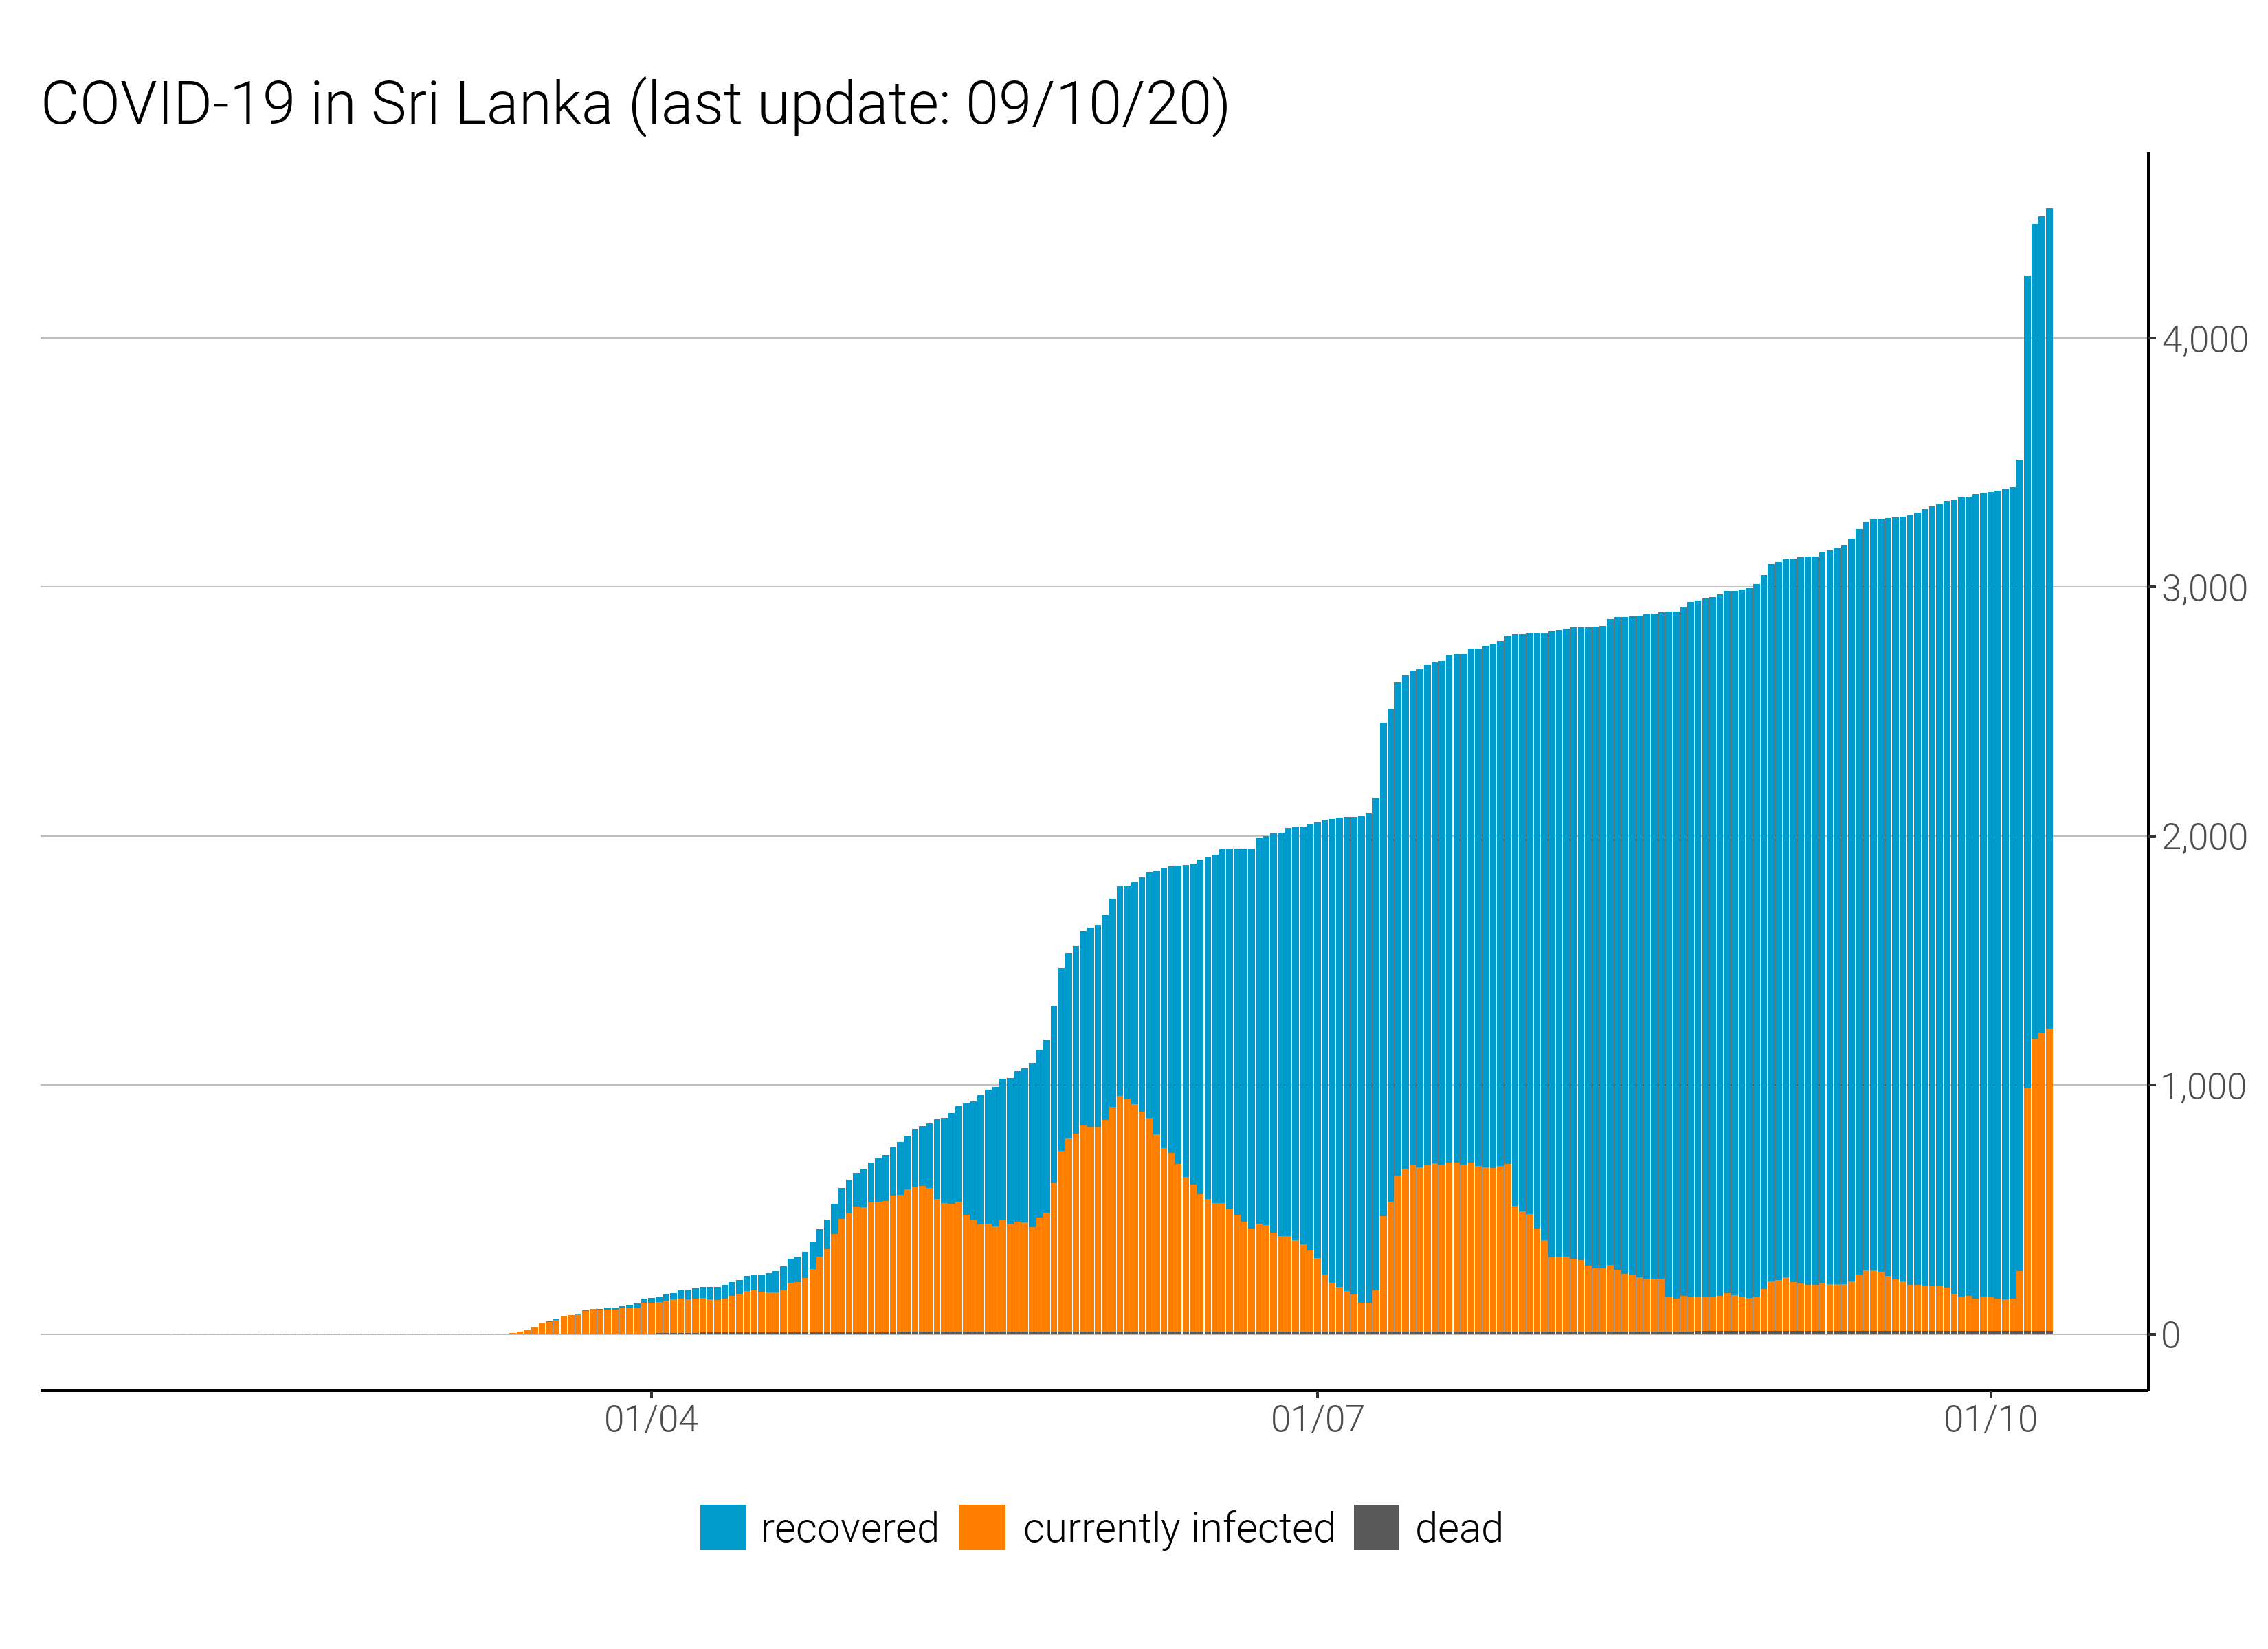 COVID-19 in Sri Lanka (last update: 09/10/20)
4,000
3,000
2,000
1,000
0
01/04 01/07 01/10
recovered currently infected dead